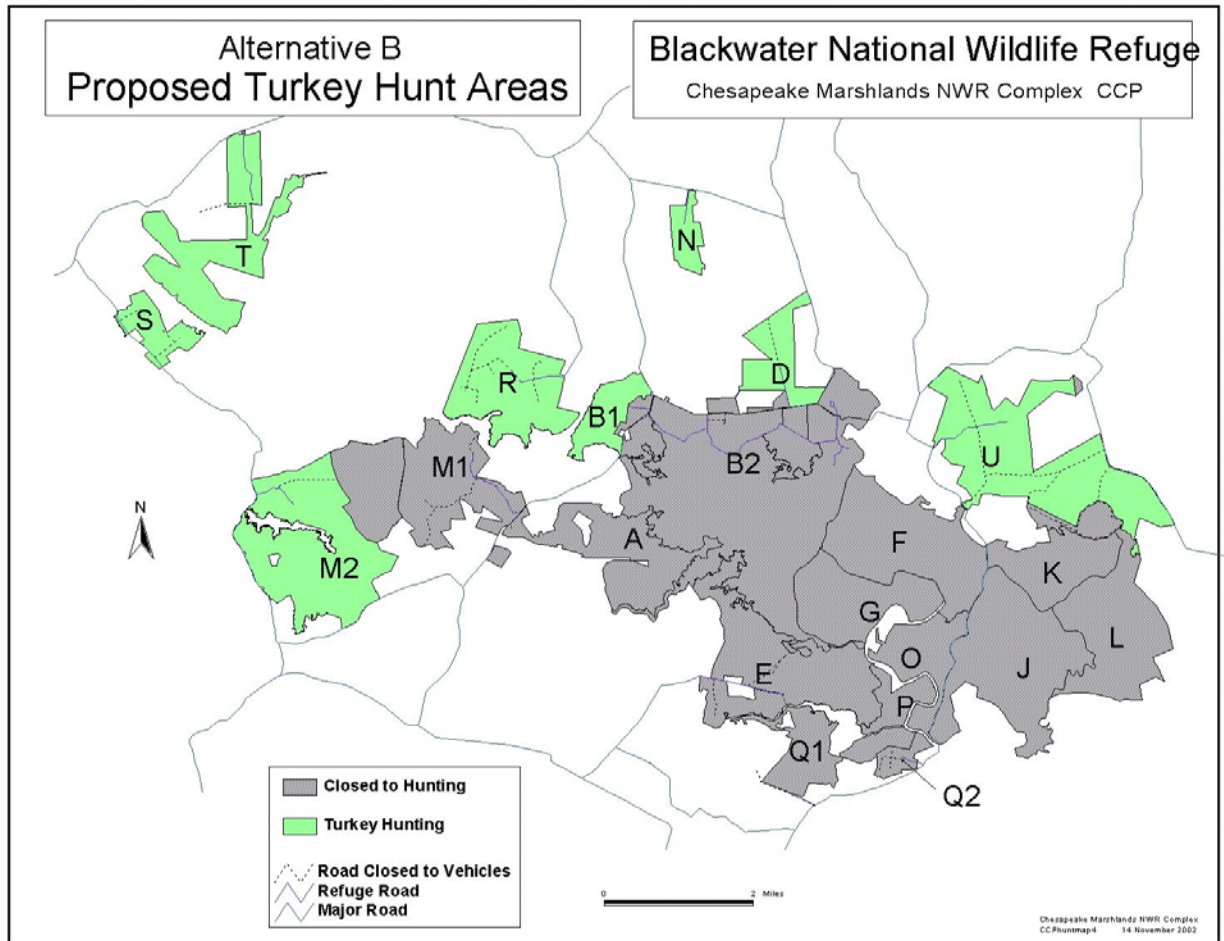 Alternative B
Proposed Turkey Hunt Areas
Blackwater National Wildlife Refuge
Chesapeake Marshlands NWR Complex CCP
T
N
S
R
D
B1
U
M1
B2
A
F
M2
K
G
O
L
J
E
P
Q1
Q2
N
Closed to Hunting
Turkey Hunting
Road Closed to Vehicles
Refuge Road
Major Road
0 2 Miles
Chesapeake Marshlands NWR Complex
CCPhuntmap4 14 November 2002